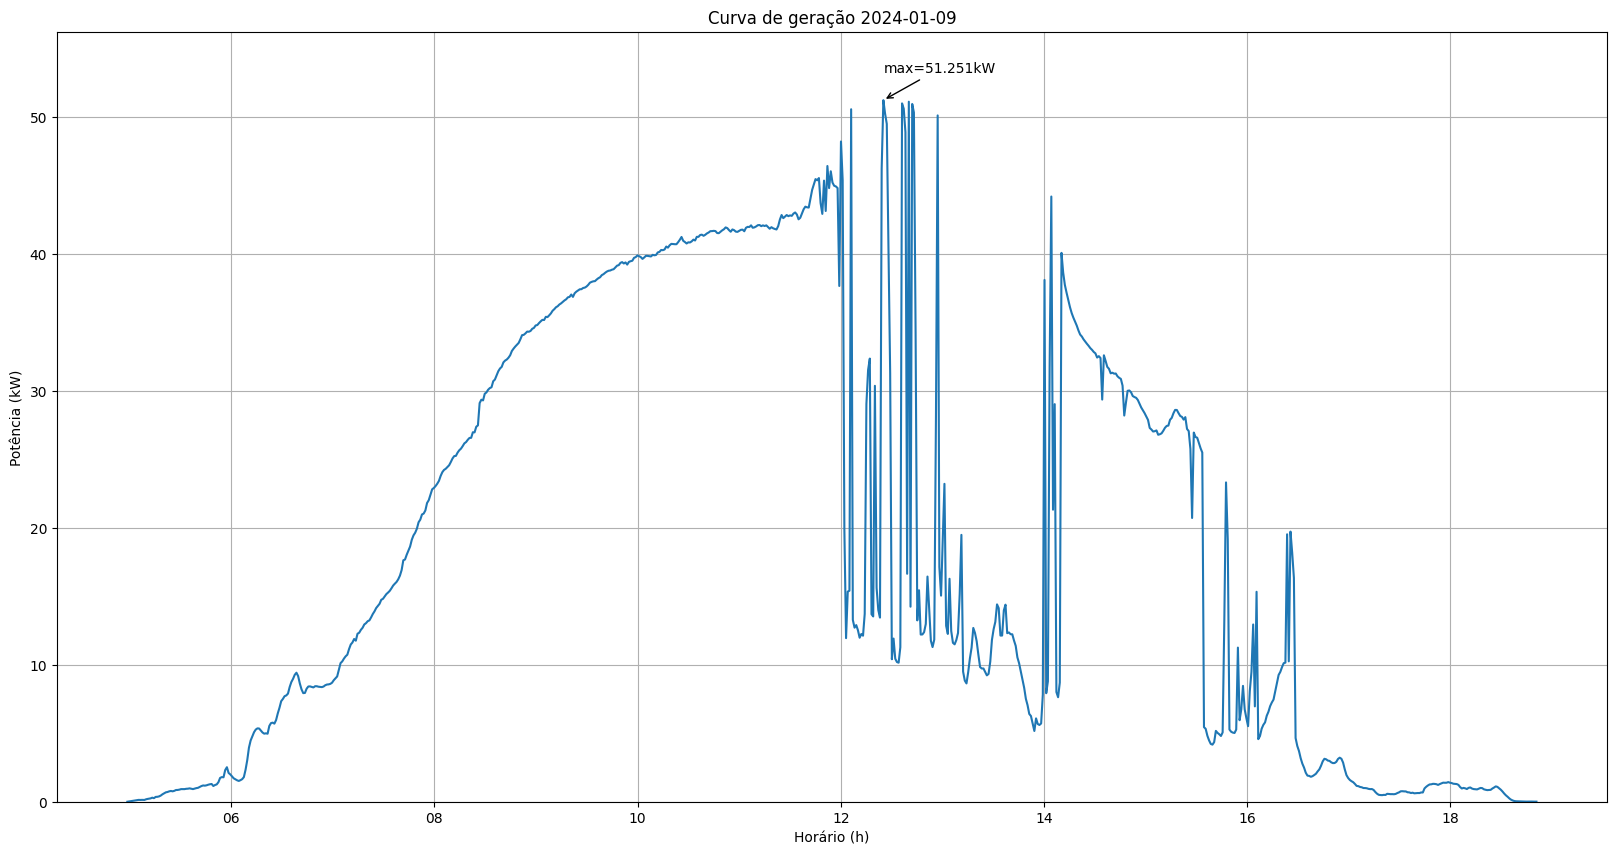 Curva de geração 2024-01-09
max=51.251kW
Potência (kW)
50
40
30
20
10
0
06 08 10 12 14 16 18
Horário (h)